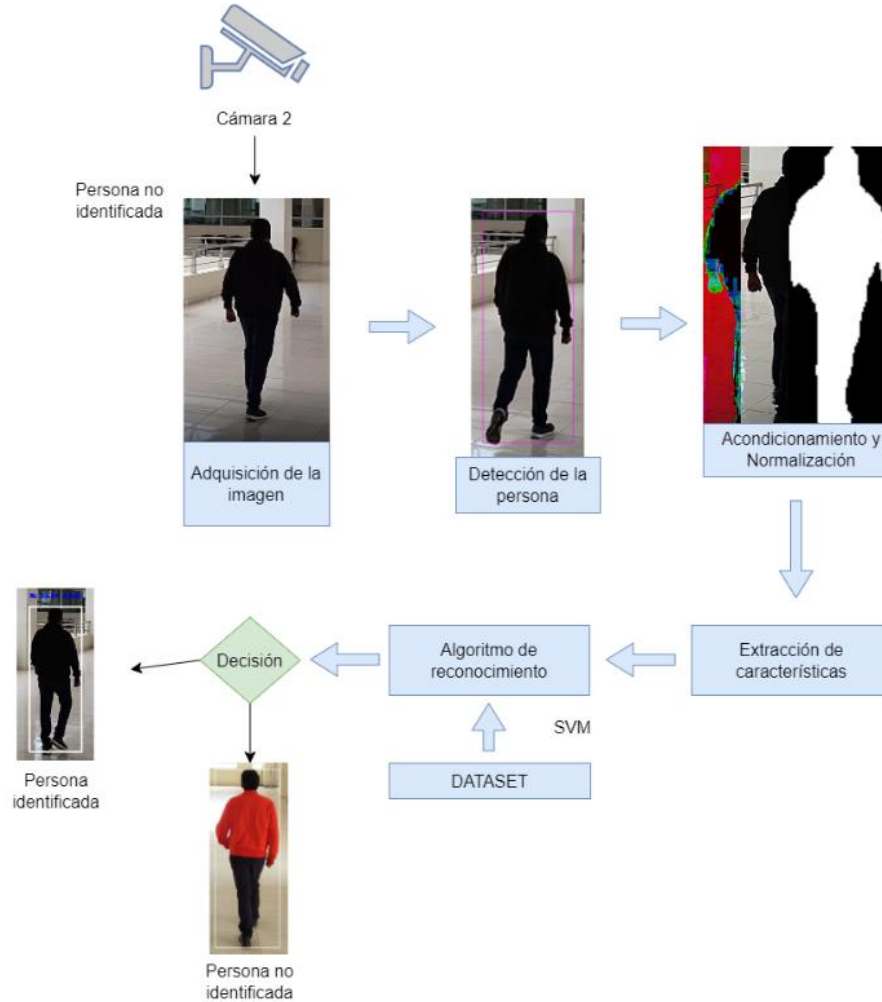 Cámara 2
Persona no
identificada
Adquisición de la
imagen
Detección de la
persona
Acondicionamiento y
Normalización
Extracción de
características
Algoritmo de
reconocimiento
SVM
DATASET
Decisión
Persona
identificada
Persona no
identificada